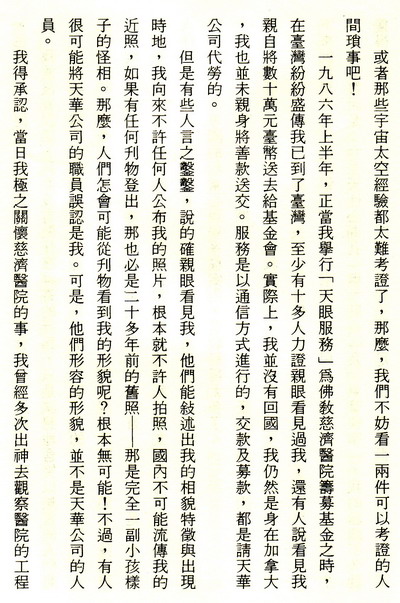 或者那些宇宙太空經驗都太難考證了，那麼，我們不妨看一兩件可以考證的人
間瑣事吧！
一九八六年上半年，正當我舉行「天眼服務」爲佛敎慈濟醫院籌募基金之時，
在臺灣紛紛盛傳我已到了臺灣，至少有十多人力證親眼看見過我，還有人說看見我
親自將數十萬元臺幣送去給基金會。實際上，我並沒有回國，我仍然是身在加拿大
，我也並未親身將善款送交。服務是以通信方式進行的，交款及募款，都是請天華
公司代勞的。
但是有些人言之鑿鑿，說的確親眼看見我，他們能敘述出我的相貌特徵與出現
時地，我向來不許任何人公布我的照片，根本就不許人拍照，國內不可能流傳我的
近照，如果有任何刊物登出，那也必是二十多年前的舊照——那是完全一副小孩樣
子的怪相。那麼，人們怎會可能從刊物看到我的形貌呢？根本無可能！不過，有人
很可能將天華公司的職員誤認是我。可是，他們形容的形貌，並不是天華公司的人
員。
我得承認，當日我極之關懷慈濟醫院的事，我曾經多次出神去觀察醫院的工程